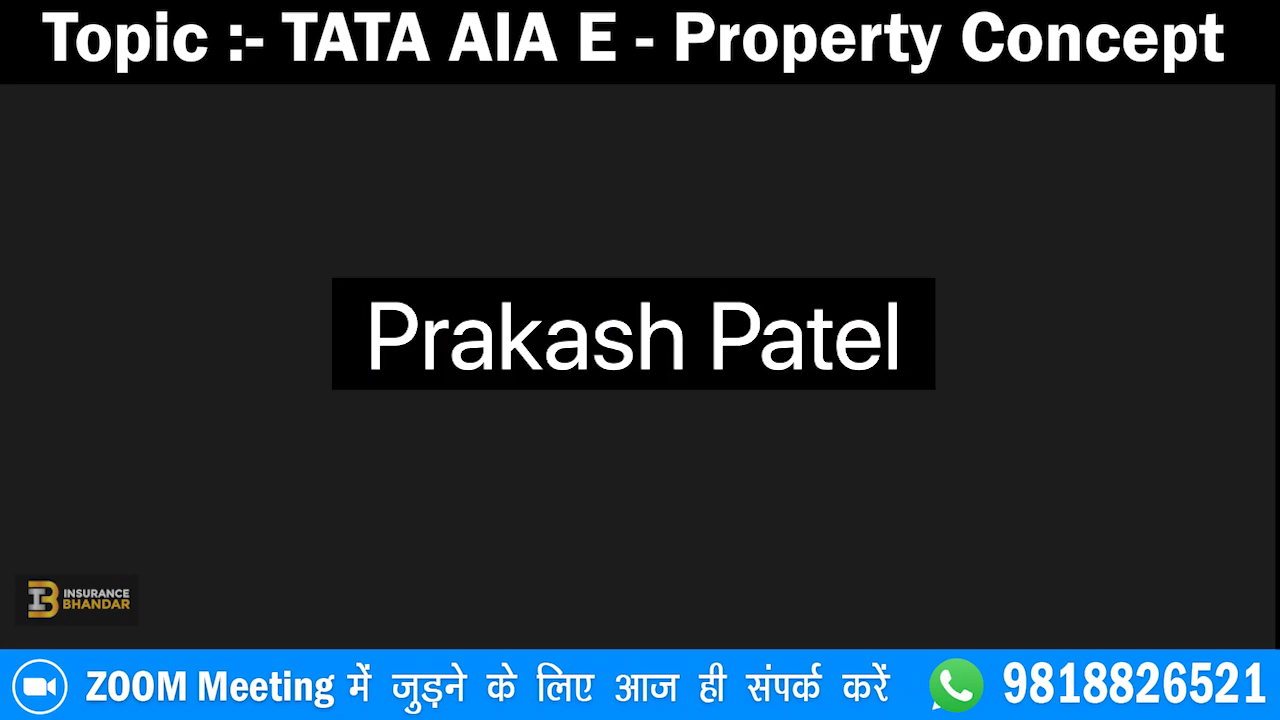 Topic :- TATA AIA E - Property Concept
Prakash Patel
INSURANCE
BHANDAR
ZOOM Meeting में जुड़ने के लिए आज ही संपर्क करें 9818826521